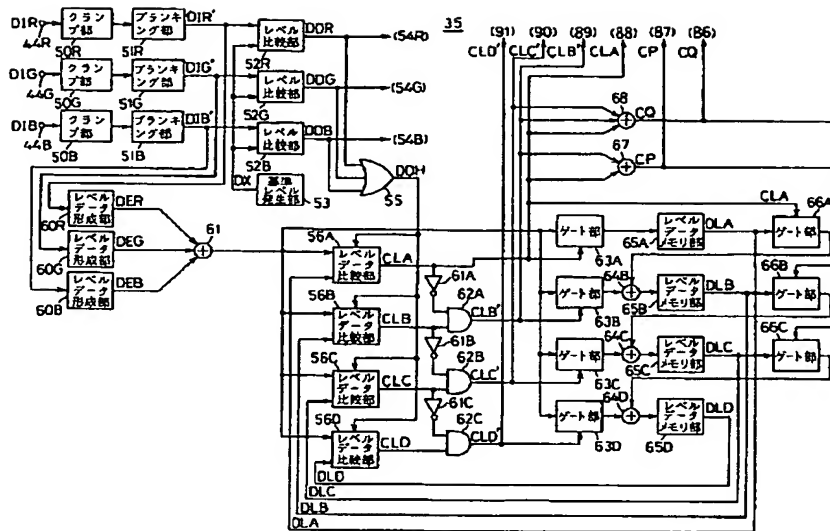 35
(91) (90) (89) (88) (87) (86)
CLD' CLC' CLB' CLA CP CQ
DIR
44R
クランプ部
50R
ブランキング部
51R
DIR'
レベル比較部
52R
DDR
(54R)
DIG
44G
クランプ部
50G
ブランキング部
51G
DIG'
レベル比較部
52G
DDG
(54G)
DIB
44B
クランプ部
50B
ブランキング部
51B
DIB'
レベル比較部
52B
DDB
(54B)
DX
基準レベル発生部
53
55
DDH
68
CQ
67
CP
レベルデータ形成部
60R
DER
レベルデータ形成部
60G
DEG
レベルデータ形成部
60B
DEB
61
56A
レベルデータ比較部
CLA
61A
62A
CLB'
56B
レベルデータ比較部
CLB
61B
62B
CLC'
56C
レベルデータ比較部
CLC
61C
62C
CLD'
56D
レベルデータ比較部
CLD
ゲート部
63A
65A
レベルデータメモリ部
DLA
CLA
66A
ゲート部
ゲート部
63B
64B
65B
レベルデータメモリ部
DLB
66B
ゲート部
ゲート部
63C
64C
65C
レベルデータメモリ部
DLC
66C
ゲート部
ゲート部
63D
64D
65D
レベルデータメモリ部
DLD
DLD
DLC
DLB
DLA